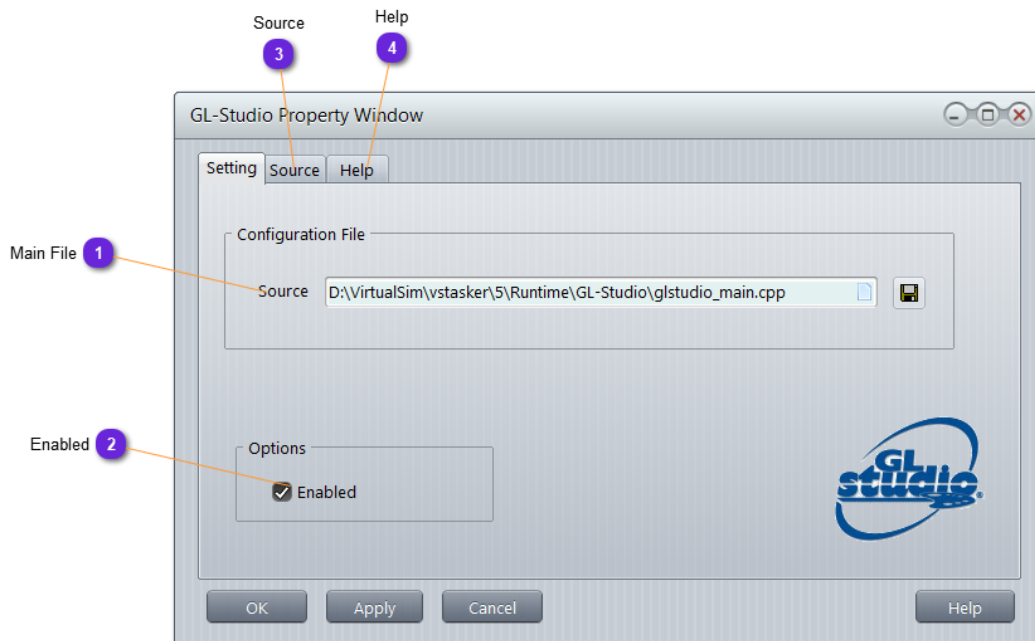 Source
Help
3
4
GL-Studio Property Window
Setting Source Help
Configuration File
Main File 1
Source D:\VirtualSim\vstasker\5\Runtime\GL-Studio\glstudio_main.cpp
Enabled 2
Options
Enabled
GL
studio®
OK Apply Cancel Help